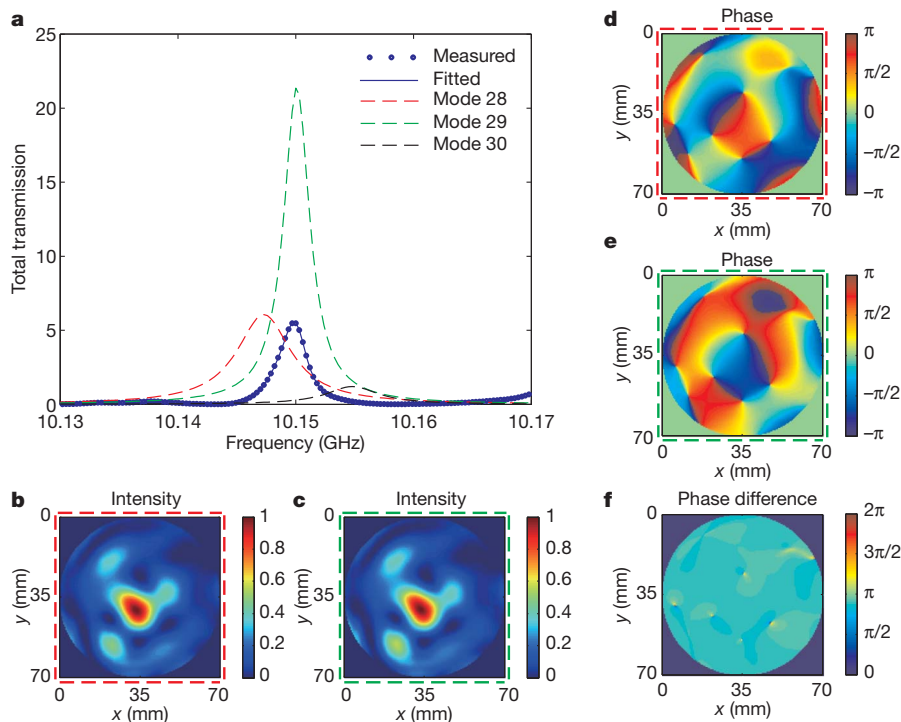 a
25
20
15
10
5
0
Total transmission
10.13
10.14
10.15
10.16
10.17
Frequency (GHz)
Measured
Fitted
Mode 28
Mode 29
Mode 30
b
Intensity
0
35
70
y (mm)
0
35
70
x (mm)
1
0.8
0.6
0.4
0.2
0
c
Intensity
0
35
70
y (mm)
0
35
70
x (mm)
1
0.8
0.6
0.4
0.2
0
d
Phase
0
35
70
y (mm)
0
35
70
x (mm)
π
π/2
0
−π/2
−π
e
Phase
0
35
70
y (mm)
0
35
70
x (mm)
π
π/2
0
−π/2
−π
f
Phase difference
0
35
70
y (mm)
0
35
70
x (mm)
2π
3π/2
π
π/2
0